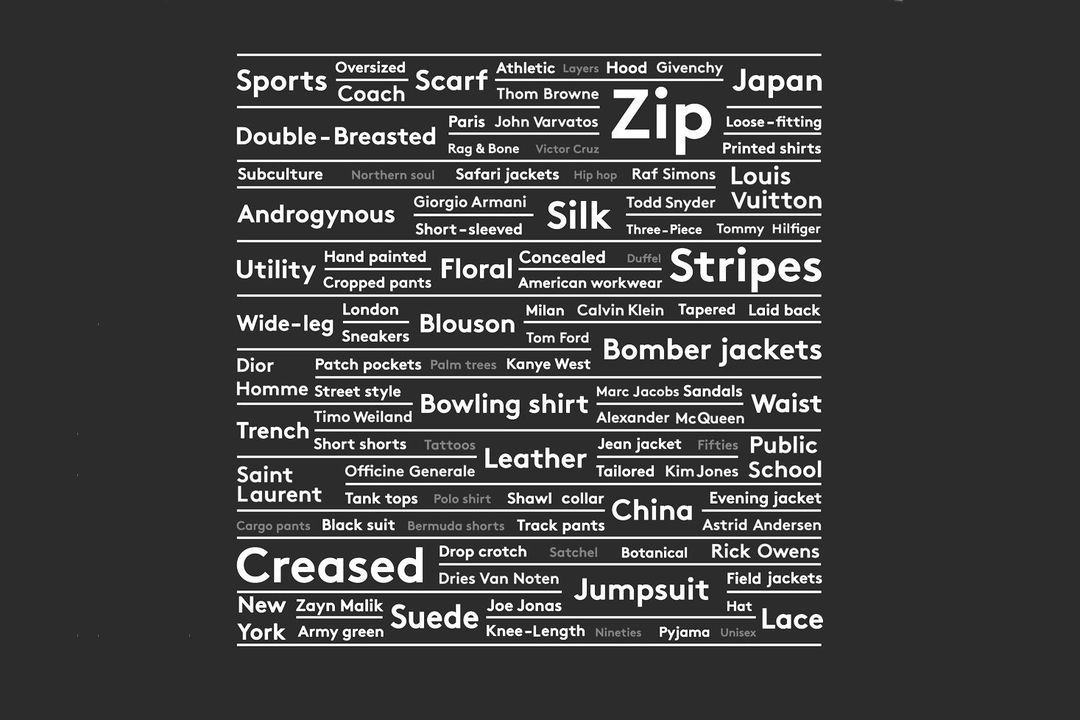 Sports Oversized Scarf Athletic Layers Hood Givenchy Japan
Coach Thom Browne Zip
Double-Breasted Paris John Varvatos Loose-fitting
Rag & Bone Victor Cruz Printed shirts
Subculture Northern soul Safari jackets Hip hop Raf Simons Louis
Vuitton
Androgynous Giorgio Armani Silk Todd Snyder
Short-sleeved Three-Piece Tommy Hilfiger
Utility Hand painted Floral Concealed Duffel Stripes
Cropped pants American workwear
Wide-leg London Blouson Milan Calvin Klein Tapered Laid back
Sneakers Tom Ford Bomber jackets
Dior Patch pockets Palm trees Kanye West
Homme Street style Bowling shirt Marc Jacobs Sandals Waist
Timo Weiland Alexander McQueen
Trench Short shorts Tattoos Leather Jean jacket Fifties Public
Saint Officine Generale Tailored Kim Jones School
Laurent Tank tops Polo shirt Shawl collar China Evening jacket
Cargo pants Black suit Bermuda shorts Track pants Astrid Andersen
Creased Drop crotch Satchel Botanical Rick Owens
Dries Van Noten Jumpsuit Field jackets
New Zayn Malik Suede Joe Jonas Hat Lace
York Army green Knee-Length Nineties Pyjama Unisex